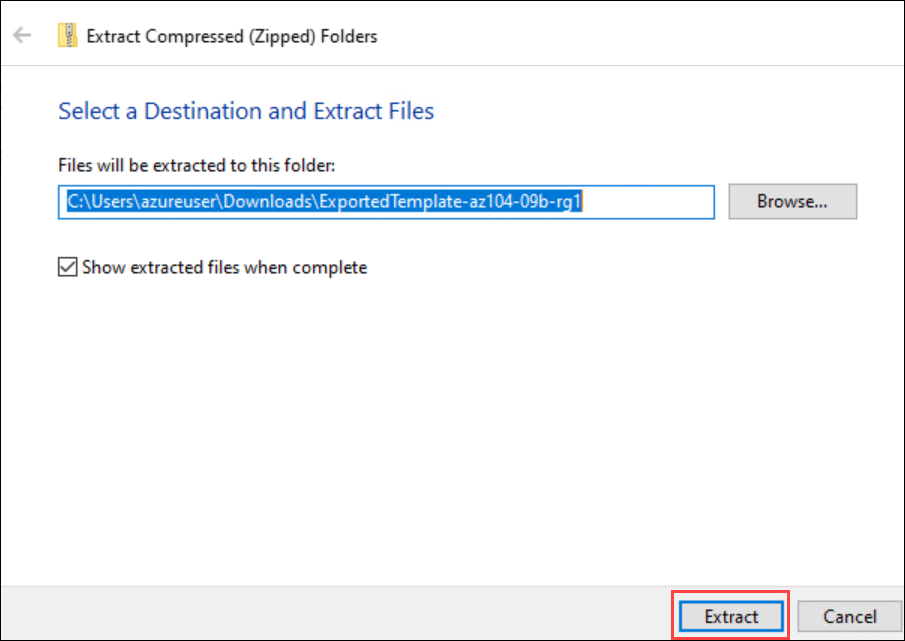 Extract Compressed (Zipped) Folders
Select a Destination and Extract Files
Files will be extracted to this folder:
C:\Users\azureuser\Downloads\ExportedTemplate-az104-09b-rg1
Browse...
Show extracted files when complete
Extract
Cancel